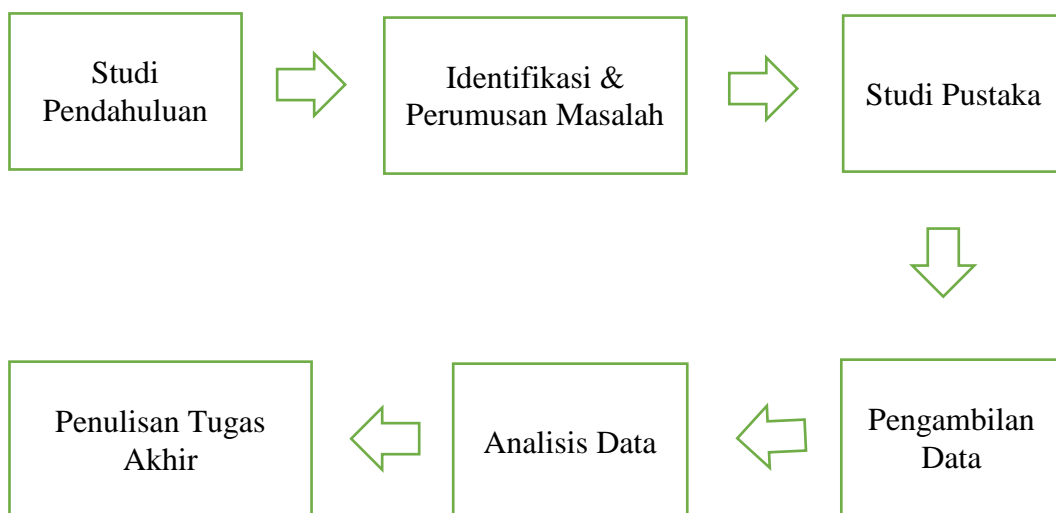 Studi
Pendahuluan
Identifikasi &
Perumusan Masalah
Studi Pustaka
Pengambilan
Data
Analisis Data
Penulisan Tugas
Akhir